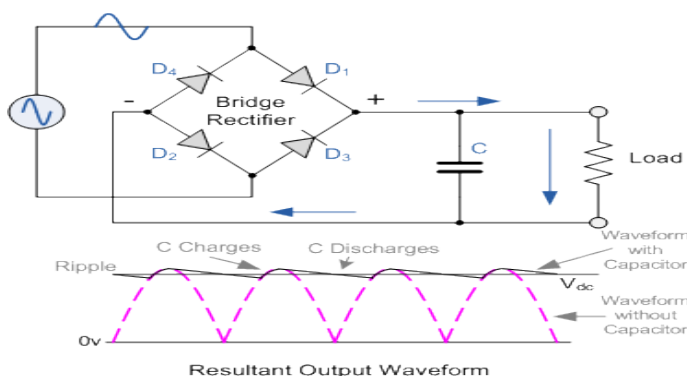 D4
D1
-
Bridge
Rectifier
+
D2
D3
C
Load
C Charges
C Discharges
Waveform
with
Capacitor
Ripple
Vdc
Waveform
without
Capacitor
0v
Resultant Output Waveform